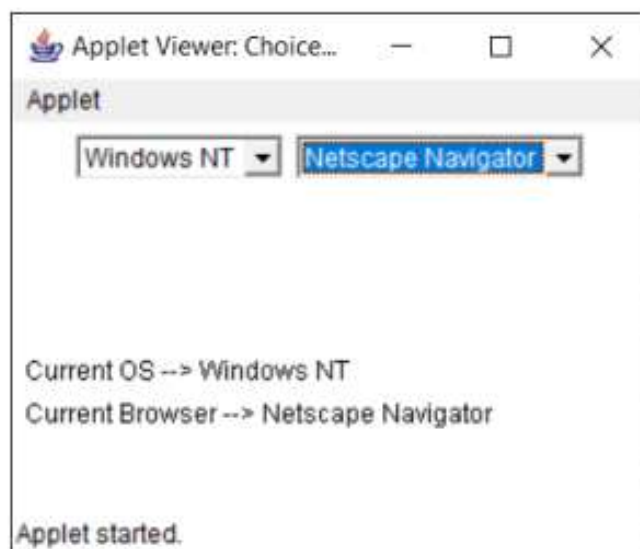 Applet Viewer: Choice...
Applet
Windows NT Netscape Navigator
Current OS --> Windows NT
Current Browser --> Netscape Navigator
Applet started.